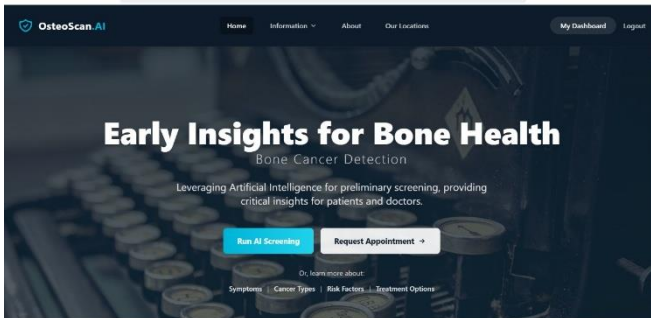 OsteoScan.AI
Home Information About Our Locations
My Dashboard Logout
Early Insights for Bone Health
Bone Cancer Detection
Leveraging Artificial Intelligence for preliminary screening, providing
critical insights for patients and doctors.
Run AI Screening Request Appointment →
Or, learn more about:
Symptoms | Cancer Types | Risk Factors | Treatment Options